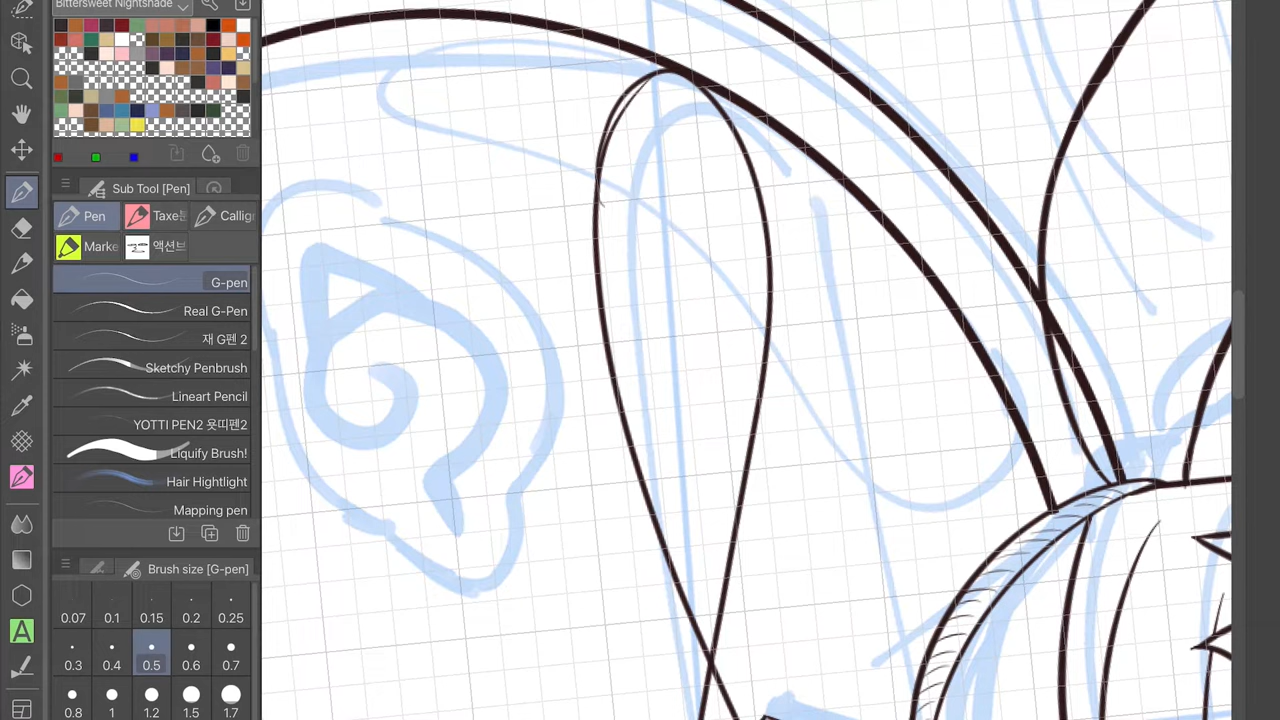 Bittersweet Nightshade
Sub Tool [Pen]
Pen
Marke
액션브
G-pen
Real G-Pen
재 G펜 2
Sketchy Penbrush
Lineart Pencil
YOTTI PEN2 욧띠펜2
Liquify Brush!
Hair Hightlight
Mapping pen
Brush size [G-pen]
0.07 0.1 0.15 0.2 0.25
0.3 0.4 0.5 0.6 0.7
0.8 1 1.2 1.5 1.7